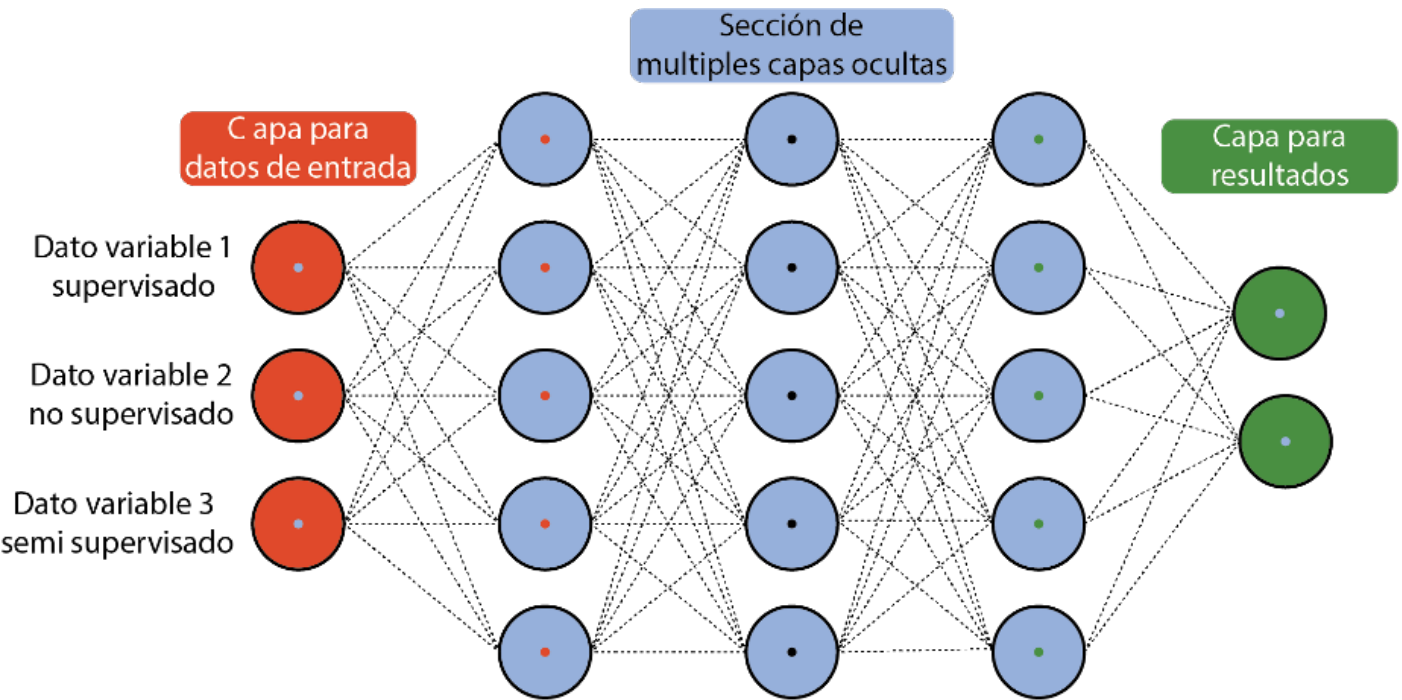 Sección de
multiples capas ocultas
C apa para
datos de entrada
Capa para
resultados
Dato variable 1
supervisado
Dato variable 2
no supervisado
Dato variable 3
semi supervisado